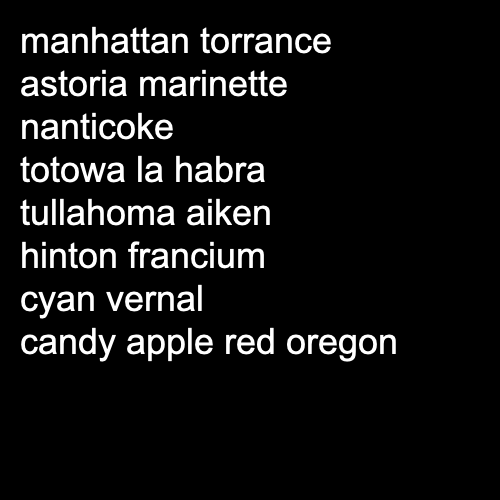 manhattan torrance
astoria marinette
nanticoke
totowa la habra
tullahoma aiken
hinton francium
cyan vernal
candy apple red oregon